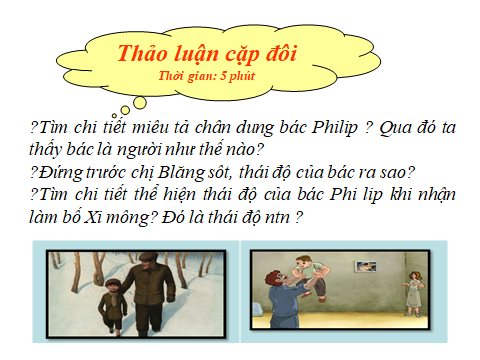 Thảo luận cặp đôi
Thời gian: 5 phút
?Tìm chi tiết miêu tả chân dung bác Philip ? Qua đó ta
thấy bác là người như thế nào?
?Đứng trước chị Blăng sôt, thái độ của bác ra sao?
?Tìm chi tiết thể hiện thái độ của bác Phi lip khi nhận
làm bố Xi mông? Đó là thái độ ntn ?